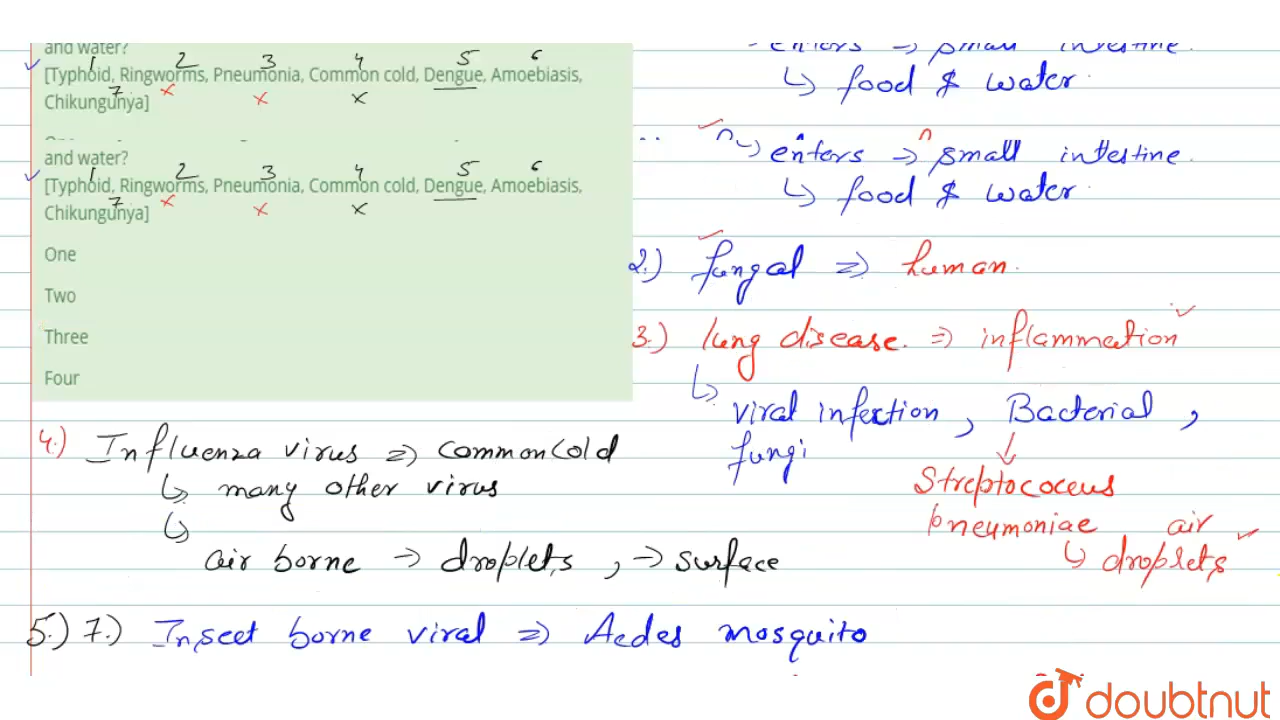 and water?
1 2 3 4 5 6
[Typhoid, Ringworms, Pneumonia, Common cold, Dengue, Amoebiasis,
7 x x x
Chikungunya]
and water?
1 2 3 4 5 6
[Typhoid, Ringworms, Pneumonia, Common cold, Dengue, Amoebiasis,
7 x x x
Chikungunya]
One
Two
Three
Four
enters ⇒ small intestine.
↳ food & water
↳ enters ⇒ small intestine.
↳ food & water
2.) fungal ⇒ human.
3.) lung disease. ⇒ inflammation
↳ viral infection, Bacterial,
fungi
↓
Streptococeus
pneumoniae air
↳ droplets
4.) Influenza virus ⇒ common Cold
↳ many other virus
↳
air borne → droplets, → surface
5.) 7.) Insect borne viral ⇒ Aedes mosquito
doubtnut